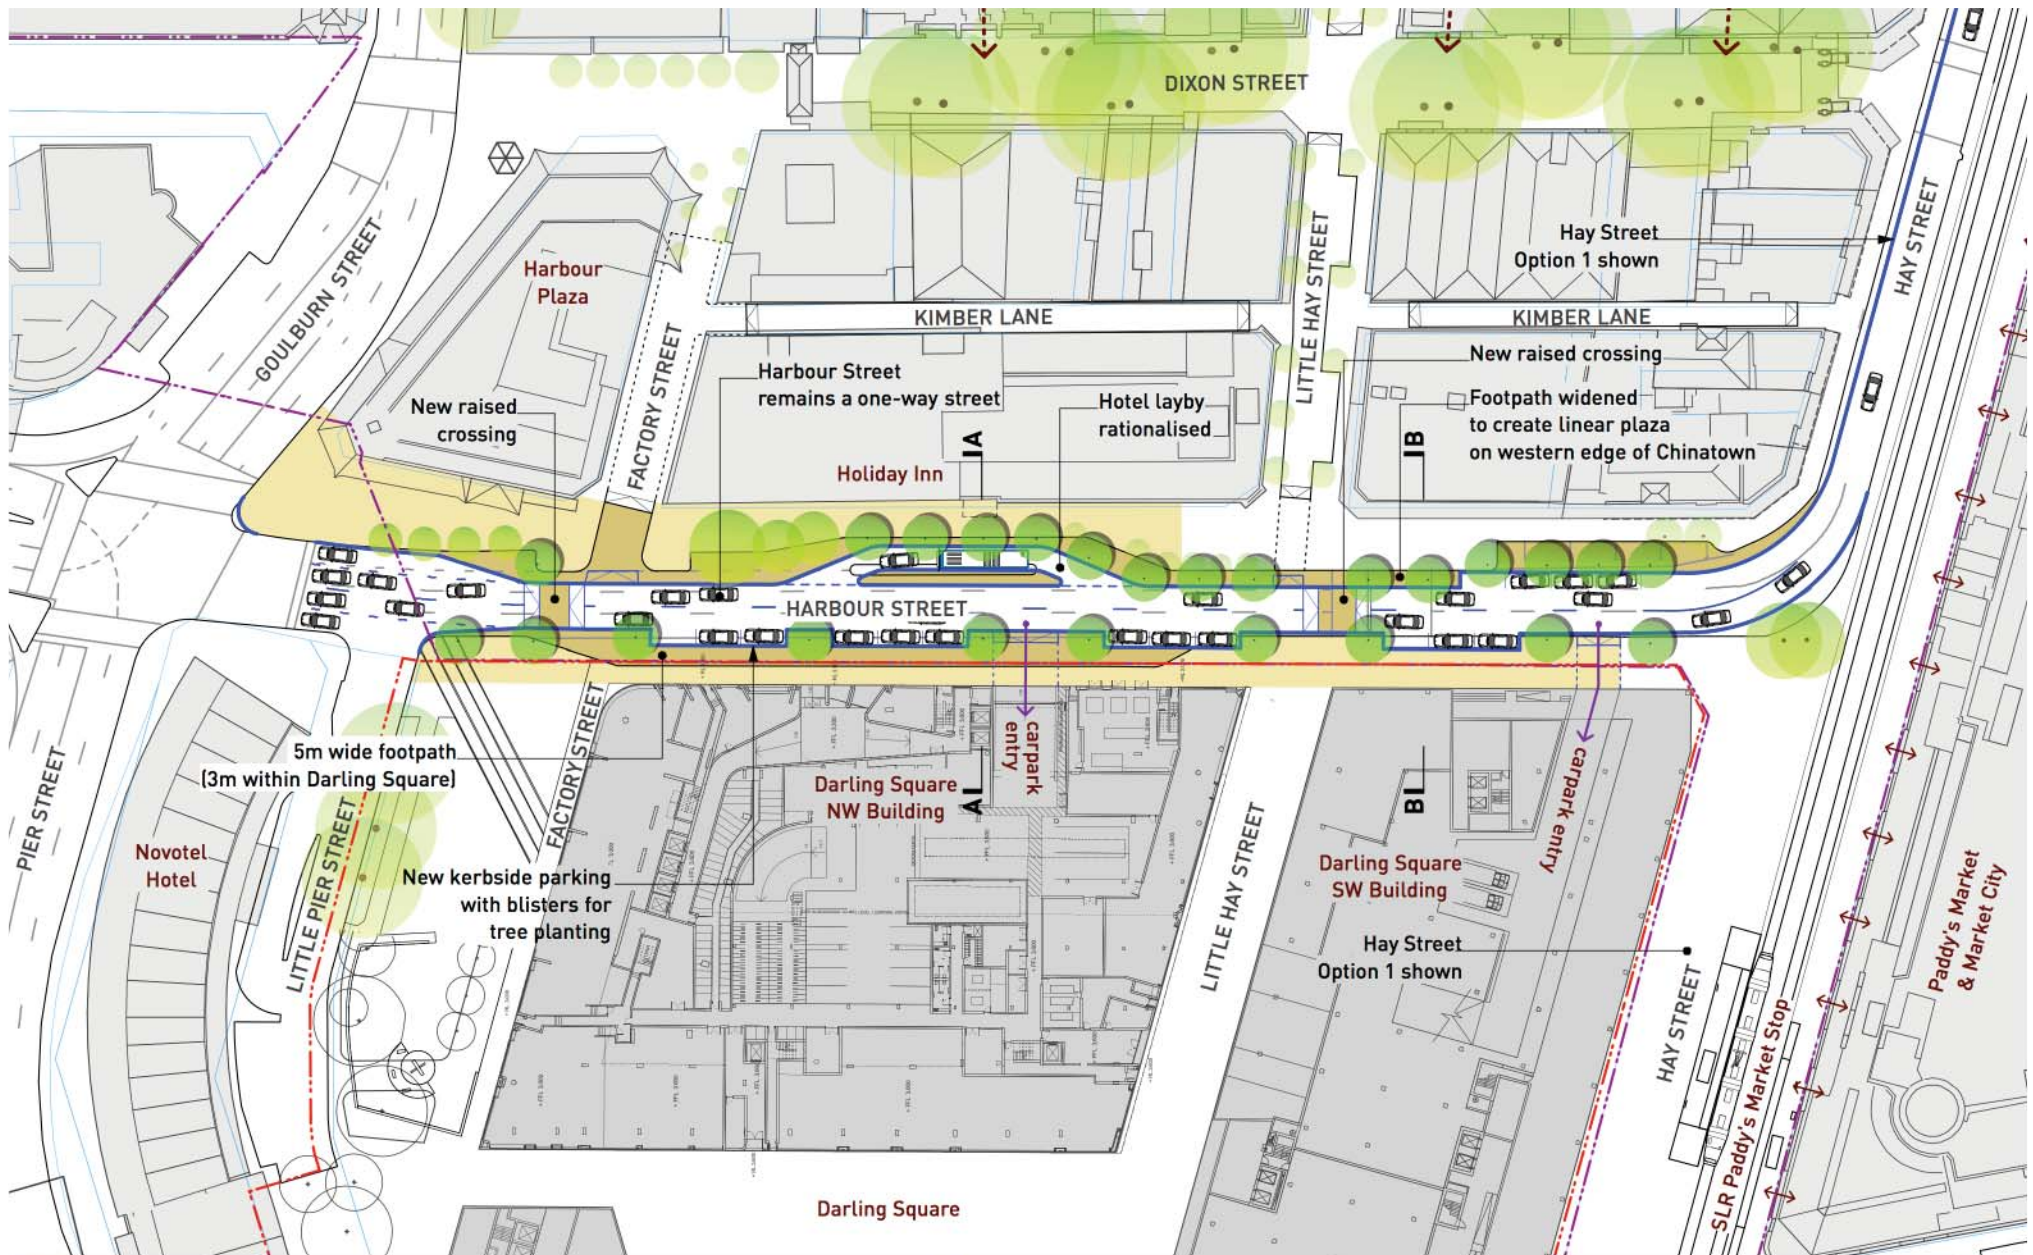 DIXON STREET
HAY STREET
GOULBURN STREET
Harbour
Plaza
LITTLE HAY STREET
Hay Street
Option 1 shown
KIMBER LANE
KIMBER LANE
FACTORY STREET
New raised
crossing
Harbour Street
remains a one-way street
Hotel layby
rationalised
New raised crossing
Footpath widened
to create linear plaza
on western edge of Chinatown
IA
IB
Holiday Inn
HARBOUR STREET
5m wide footpath
(3m within Darling Square)
FACTORY STREET
carpark
entry
carpark entry
Darling Square
NW Building
AL
BL
PIER STREET
Novotel
Hotel
LITTLE PIER STREET
New kerbside parking
with blisters for
tree planting
LITTLE HAY STREET
Darling Square
SW Building
Hay Street
Option 1 shown
HAY STREET
SLR Paddy's Market Stop
Paddy's Market
& Market City
Darling Square